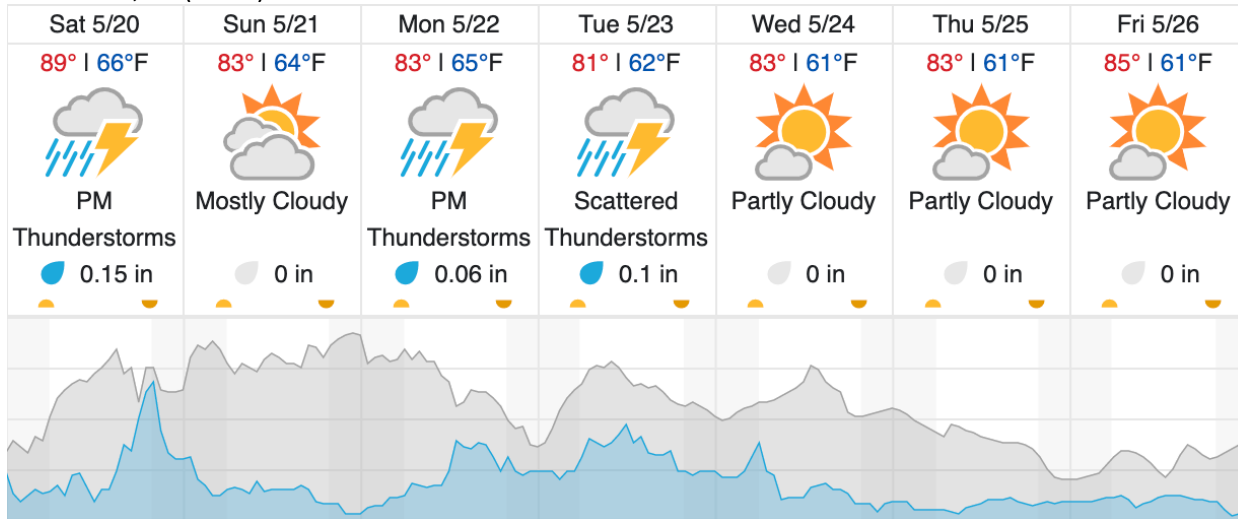 Sat 5/20 Sun 5/21 Mon 5/22 Tue 5/23 Wed 5/24 Thu 5/25 Fri 5/26
89° | 66°F 83° | 64°F 83° | 65°F 81° | 62°F 83° | 61°F 83° | 61°F 85° | 61°F
PM Mostly Cloudy PM Scattered Partly Cloudy Partly Cloudy Partly Cloudy
Thunderstorms Thunderstorms Thunderstorms
0.15 in 0 in 0.06 in 0.1 in 0 in 0 in 0 in